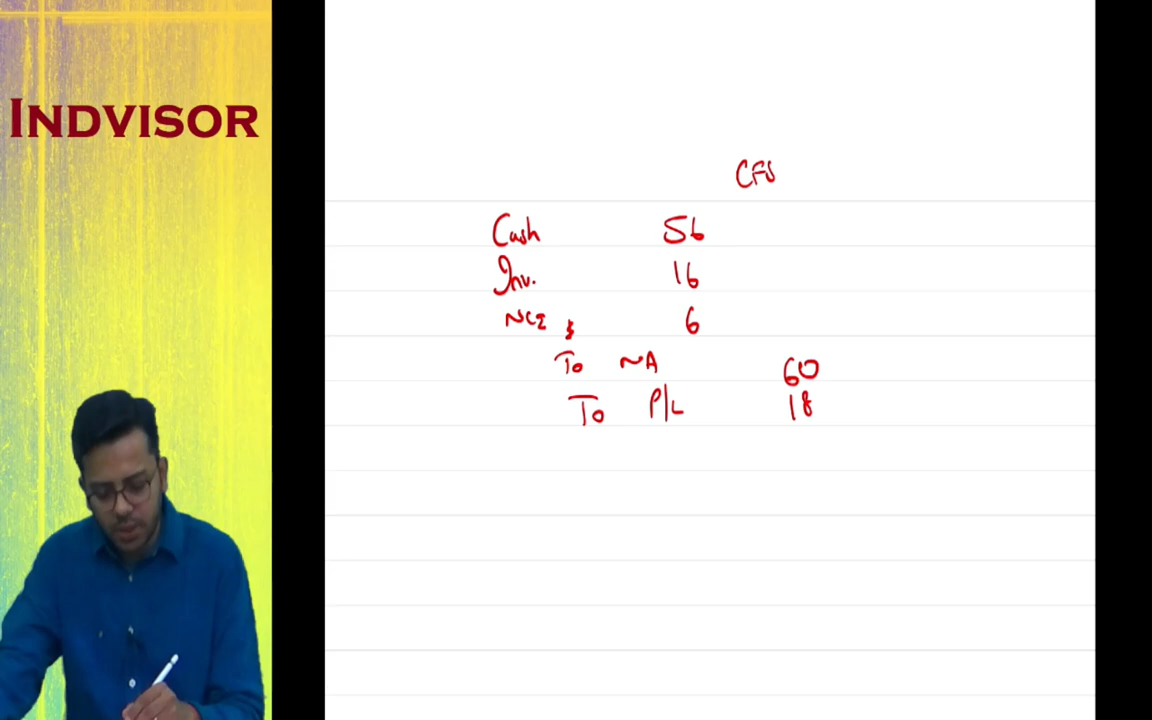 INDVISOR
CFS
Cash 56
Inv. 16
NCI 6
To NA 60
To P/L 18